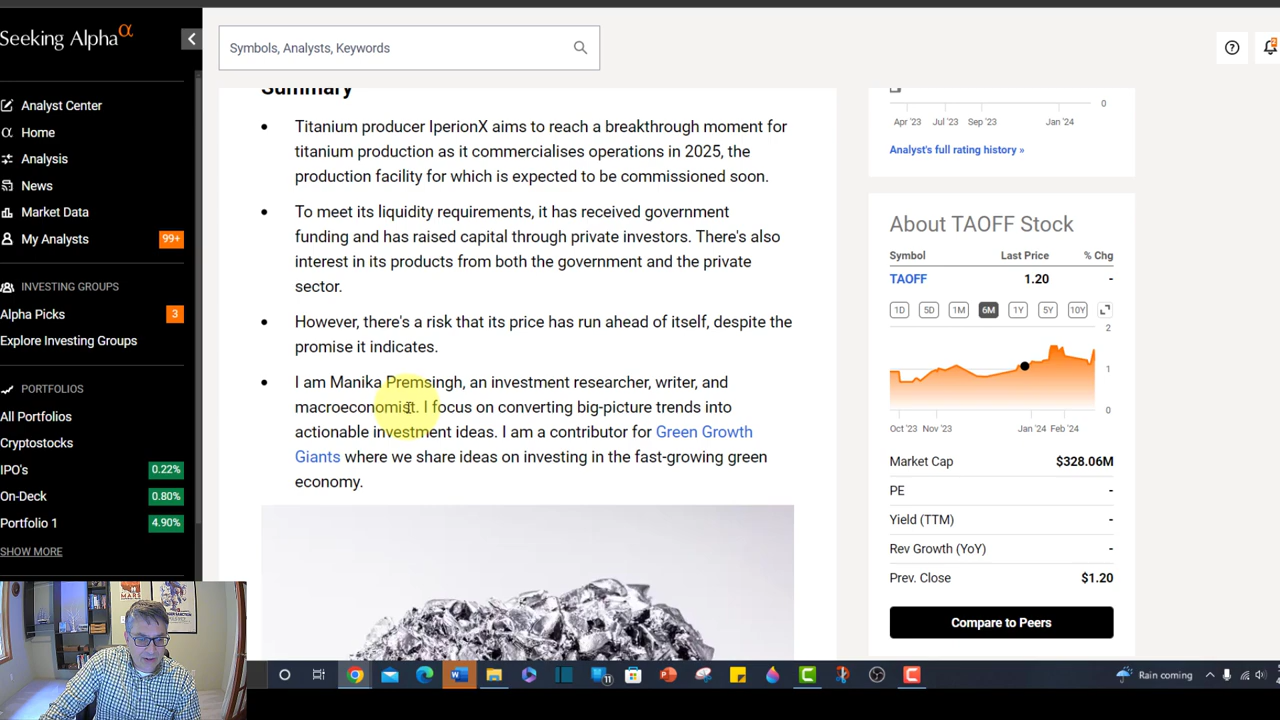 Seeking Alpha α
Symbols, Analysts, Keywords
Analyst Center
α Home
Analysis
News
Market Data
My Analysts 99+
INVESTING GROUPS
Alpha Picks 3
Explore Investing Groups
PORTFOLIOS
All Portfolios
Cryptostocks
IPO's 0.22%
On-Deck 0.80%
Portfolio 1 4.90%
SHOW MORE
Summary
Titanium producer IperionX aims to reach a breakthrough moment for
titanium production as it commercialises operations in 2025, the
production facility for which is expected to be commissioned soon.
To meet its liquidity requirements, it has received government
funding and has raised capital through private investors. There's also
interest in its products from both the government and the private
sector.
However, there's a risk that its price has run ahead of itself, despite the
promise it indicates.
I am Manika Premsingh, an investment researcher, writer, and
macroeconomist. I focus on converting big-picture trends into
actionable investment ideas. I am a contributor for Green Growth
Giants where we share ideas on investing in the fast-growing green
economy.
0
Apr '23 Jul '23 Sep '23 Jan '24
Analyst's full rating history »
About TAOFF Stock
Symbol Last Price % Chg
TAOFF 1.20 -
1D 5D 1M 6M 1Y 5Y 10Y
2
1
0
Oct '23 Nov '23 Jan '24 Feb '24
Market Cap $328.06M
PE -
Yield (TTM) -
Rev Growth (YoY) -
Prev. Close $1.20
Compare to Peers
11
Rain coming